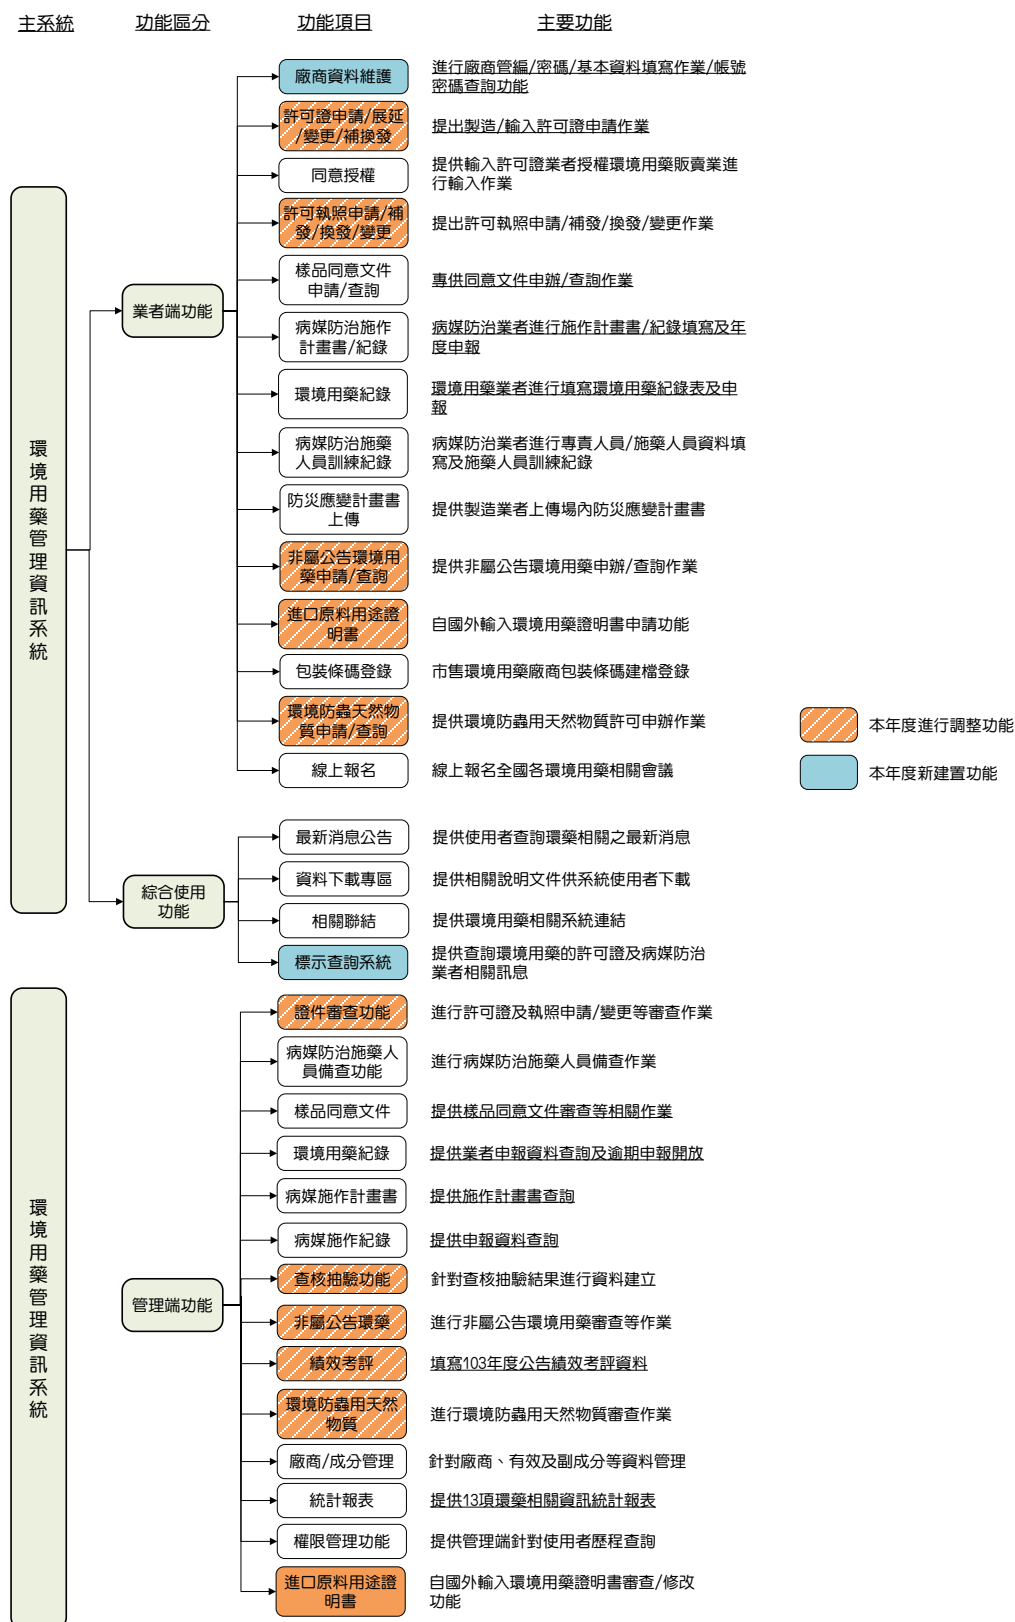 主系統 功能區分 功能項目 主要功能
廠商資料維護
進行廠商管編/密碼/基本資料填寫作業/帳號
密碼查詢功能
許可證申請/展延
/變更/補換發
提出製造/輸入許可證申請作業
同意授權
提供輸入許可證業者授權環境用藥販賣業進
行輸入作業
許可執照申請/補
發/換發/變更
提出許可執照申請/補發/換發/變更作業
樣品同意文件
申請/查詢
專供同意文件申辦/查詢作業
業者端功能
病媒防治施作
計畫書/紀錄
病媒防治業者進行施作計畫書/紀錄填寫及年
度申報
環境用藥紀錄
環境用藥業者進行填寫環境用藥紀錄表及申
報
環境用藥管理資訊系統
病媒防治施藥
人員訓練紀錄
病媒防治業者進行專責人員/施藥人員資料填
寫及施藥人員訓練紀錄
防災應變計畫書
上傳
提供製造業者上傳場內防災應變計畫書
非屬公告環境用
藥申請/查詢
提供非屬公告環境用藥申辦/查詢作業
進口原料用途證
明書
自國外輸入環境用藥證明書申請功能
包裝條碼登錄
市售環境用藥廠商包裝條碼建檔登錄
環境防蟲天然物
質申請/查詢
提供環境防蟲用天然物質許可申辦作業
本年度進行調整功能
線上報名
線上報名全國各環境用藥相關會議
本年度新建置功能
最新消息公告
提供使用者查詢環藥相關之最新消息
資料下載專區
提供相關說明文件供系統使用者下載
綜合使用
功能
相關聯結
提供環境用藥相關系統連結
標示查詢系統
提供查詢環境用藥的許可證及病媒防治
業者相關訊息
證件審查功能
進行許可證及執照申請/變更等審查作業
病媒防治施藥人
員備查功能
進行病媒防治施藥人員備查作業
樣品同意文件
提供樣品同意文件審查等相關作業
環境用藥紀錄
提供業者申報資料查詢及逾期申報開放
病媒施作計畫書
提供施作計畫書查詢
病媒施作紀錄
提供申報資料查詢
環境用藥管理資訊系統
查核抽驗功能
針對查核抽驗結果進行資料建立
管理端功能
非屬公告環藥
進行非屬公告環境用藥審查等作業
績效考評
填寫103年度公告績效考評資料
環境防蟲用天然
物質
進行環境防蟲用天然物質審查作業
廠商/成分管理
針對廠商、有效及副成分等資料管理
統計報表
提供13項環藥相關資訊統計報表
權限管理功能
提供管理端針對使用者歷程查詢
進口原料用途證
明書
自國外輸入環境用藥證明書審查/修改
功能